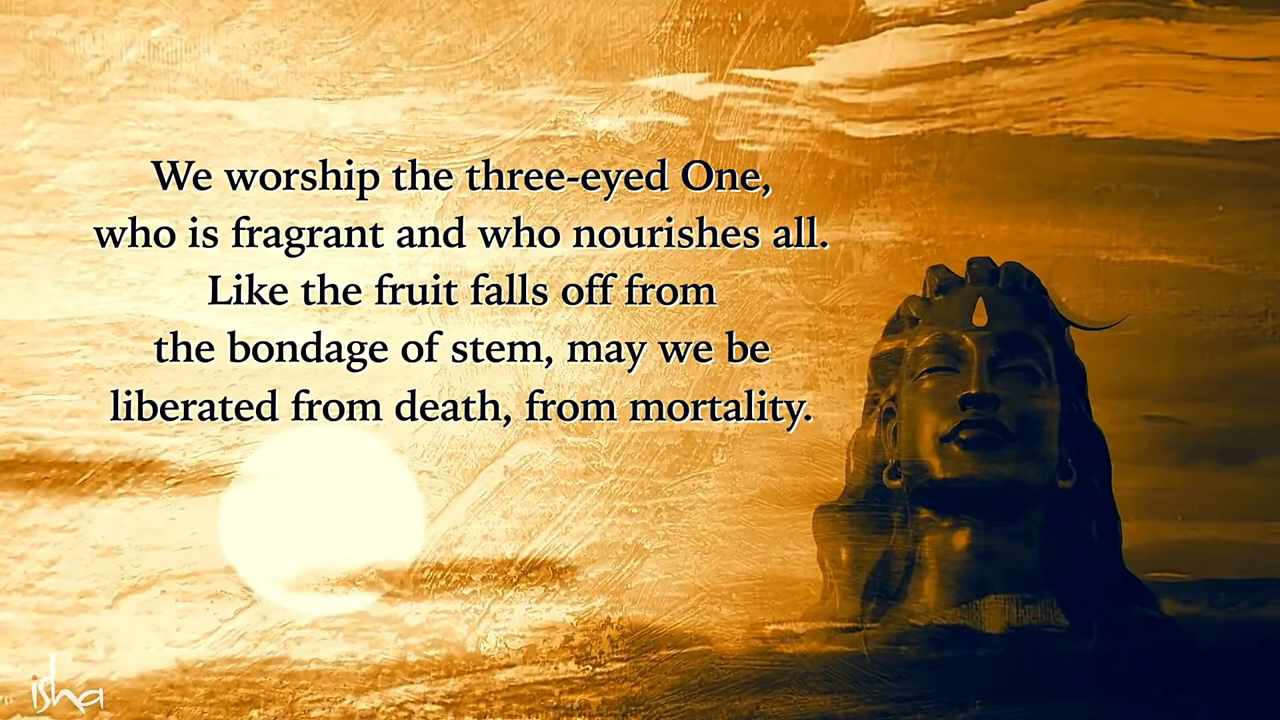 We worship the three-eyed One,
who is fragrant and who nourishes all.
Like the fruit falls off from
the bondage of stem, may we be
liberated from death, from mortality.
isha